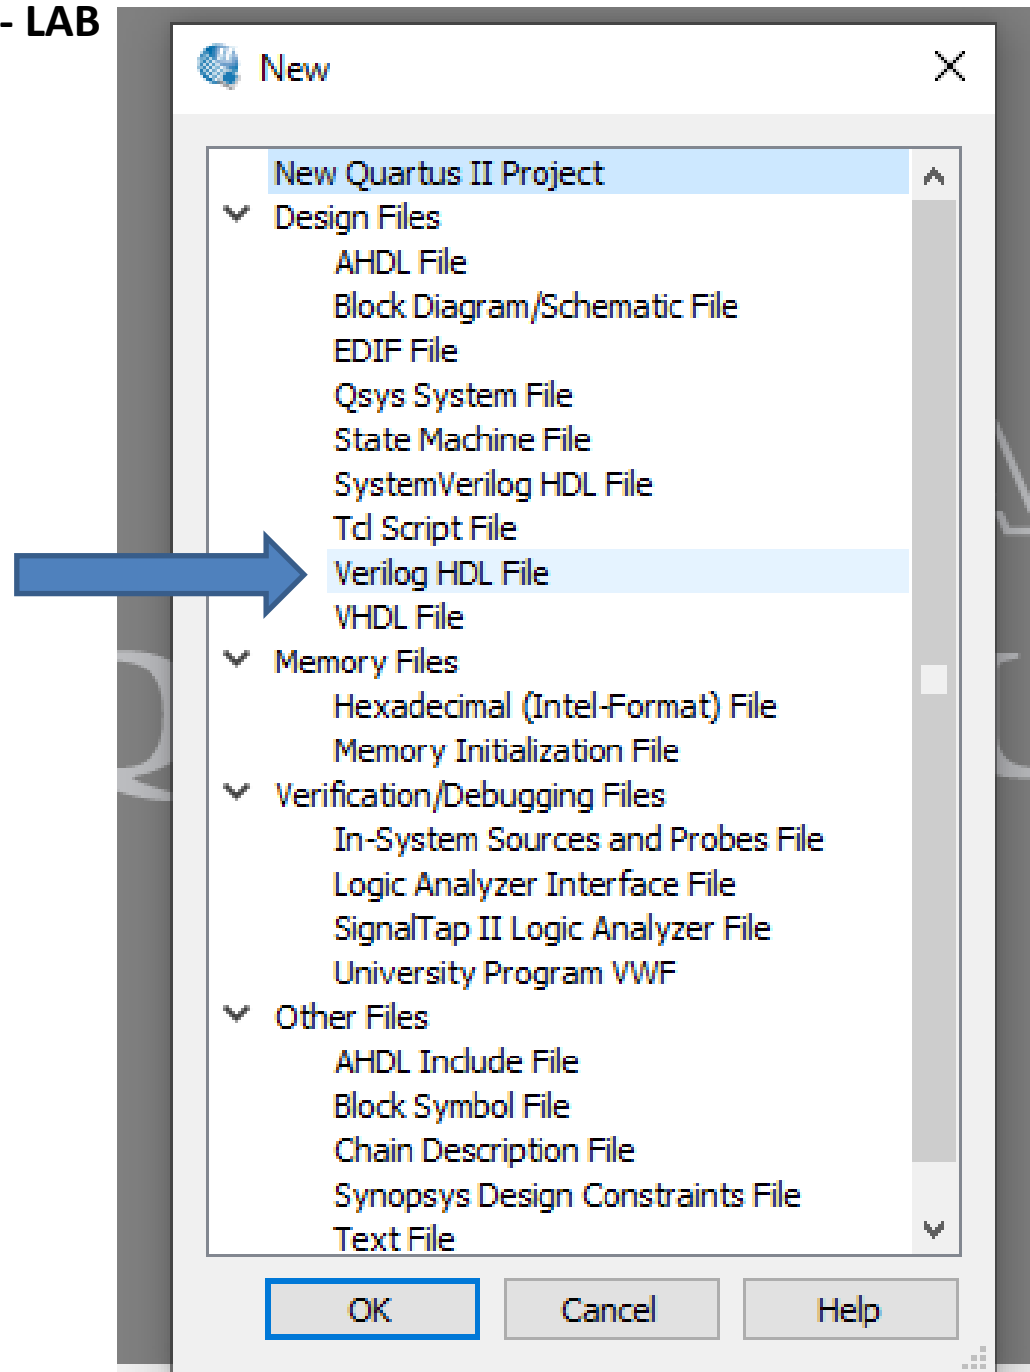 - LAB
New
New Quartus II Project
Design Files
AHDL File
Block Diagram/Schematic File
EDIF File
Qsys System File
State Machine File
SystemVerilog HDL File
Tcl Script File
Verilog HDL File
VHDL File
Memory Files
Hexadecimal (Intel-Format) File
Memory Initialization File
Verification/Debugging Files
In-System Sources and Probes File
Logic Analyzer Interface File
SignalTap II Logic Analyzer File
University Program VWF
Other Files
AHDL Include File
Block Symbol File
Chain Description File
Synopsys Design Constraints File
Text File
OK Cancel Help